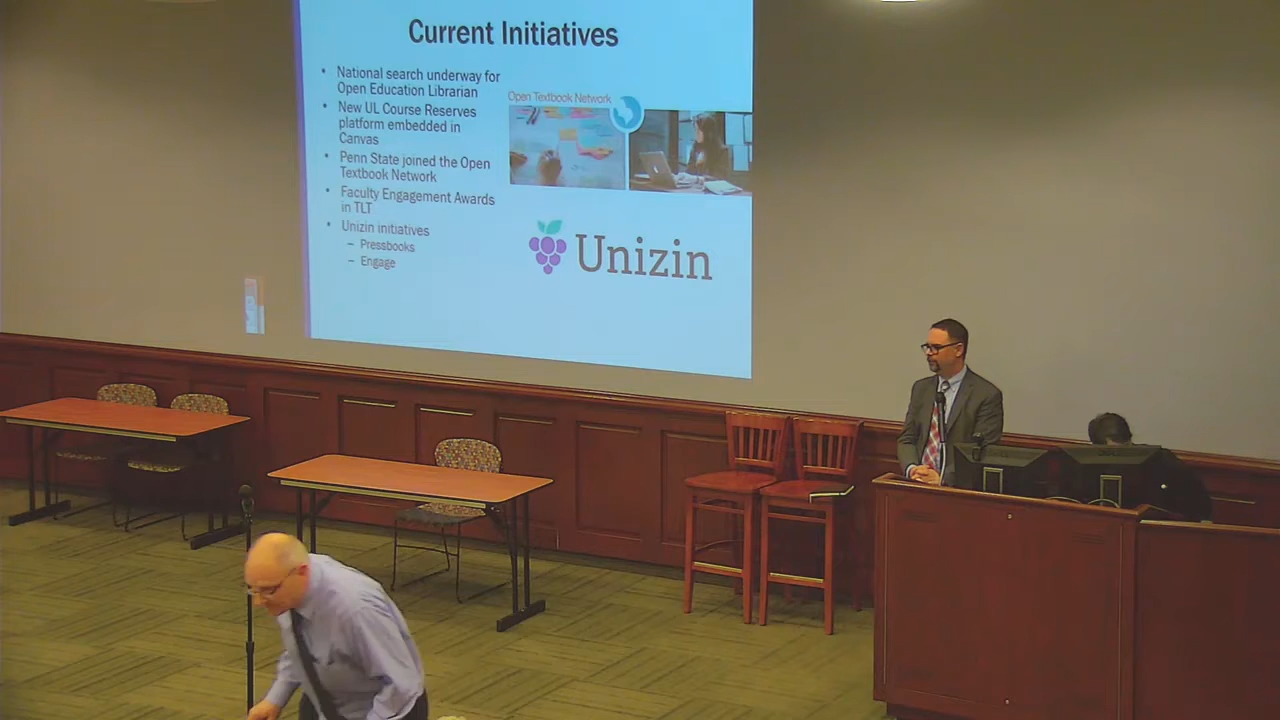 Current Initiatives
• National search underway for
Open Education Librarian
• New UL Course Reserves
platform embedded in
Canvas
• Penn State joined the Open
Textbook Network
• Faculty Engagement Awards
in TLT
• Unizin initiatives
– Pressbooks
– Engage
Open Textbook Network
Unizin